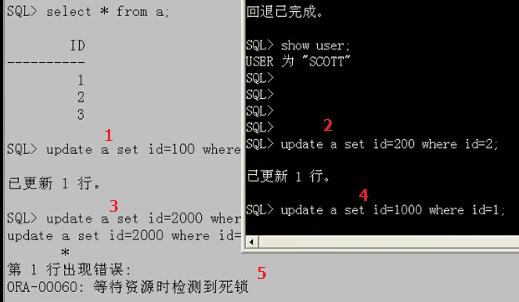 SQL> select * from a;
ID
----------
1
2
3
1
SQL> update a set id=100 where
已更新 1 行。
3
SQL> update a set id=2000 wher
update a set id=2000 where id=
*
第 1 行出现错误:
5
ORA-00060: 等待资源时检测到死锁
回退已完成。
SQL> show user;
USER 为 "SCOTT"
SQL>
SQL>
SQL>
SQL>
2
SQL> update a set id=200 where id=2;
已更新 1 行。
4
SQL> update a set id=1000 where id=1;